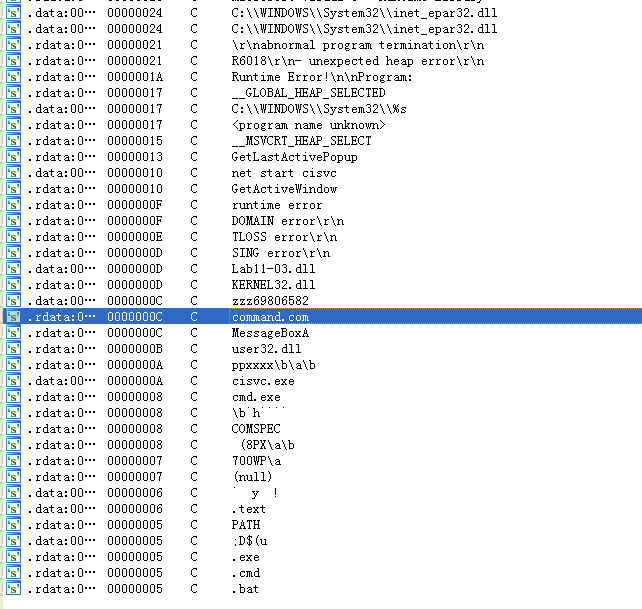 .data:00… 00000024 C C:\\WINDOWS\\System32\\inet_epar32.dll
.data:00… 00000024 C C:\\WINDOWS\\System32\\inet_epar32.dll
.rdata:0… 00000021 C \r\nabnormal program termination\r\n
.rdata:0… 00000021 C R6018\r\n- unexpected heap error\r\n
.rdata:0… 0000001A C Runtime Error!\n\nProgram:
.rdata:0… 00000017 C __GLOBAL_HEAP_SELECTED
.data:00… 00000017 C C:\\WINDOWS\\System32\\%s
.rdata:0… 00000017 C <program name unknown>
.rdata:0… 00000015 C __MSVCRT_HEAP_SELECT
.rdata:0… 00000013 C GetLastActivePopup
.data:00… 00000010 C net start cisvc
.rdata:0… 00000010 C GetActiveWindow
.rdata:0… 0000000F C runtime error
.rdata:0… 0000000F C DOMAIN error\r\n
.rdata:0… 0000000E C TLOSS error\r\n
.rdata:0… 0000000D C SING error\r\n
.data:00… 0000000D C Lab11-03.dll
.rdata:0… 0000000D C KERNEL32.dll
.data:00… 0000000C C zzz69806582
.rdata:0… 0000000C C command.com
.rdata:0… 0000000C C MessageBoxA
.rdata:0… 0000000B C user32.dll
.rdata:0… 0000000A C ppxxxx\b\a\b
.data:00… 0000000A C cisvc.exe
.rdata:0… 00000008 C cmd.exe
.rdata:0… 00000008 C \b`h````
.rdata:0… 00000008 C COMSPEC
.rdata:0… 00000008 C (8PX\a\b
.rdata:0… 00000007 C 700WP\a
.rdata:0… 00000007 C (null)
.data:00… 00000006 C ` y !
.data:00… 00000006 C .text
.rdata:0… 00000005 C PATH
.data:00… 00000005 C ;D$(u
.rdata:0… 00000005 C .exe
.rdata:0… 00000005 C .cmd
.rdata:0… 00000005 C .bat